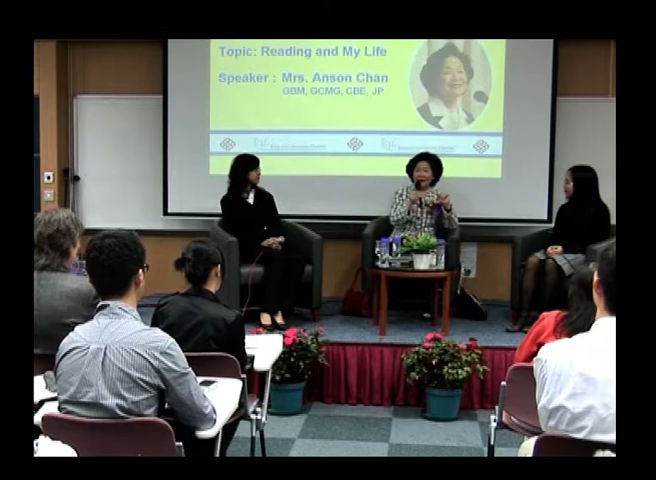 Topic: Reading and My Life
Speaker : Mrs. Anson Chan
GBM, GCMG, CBE, JP